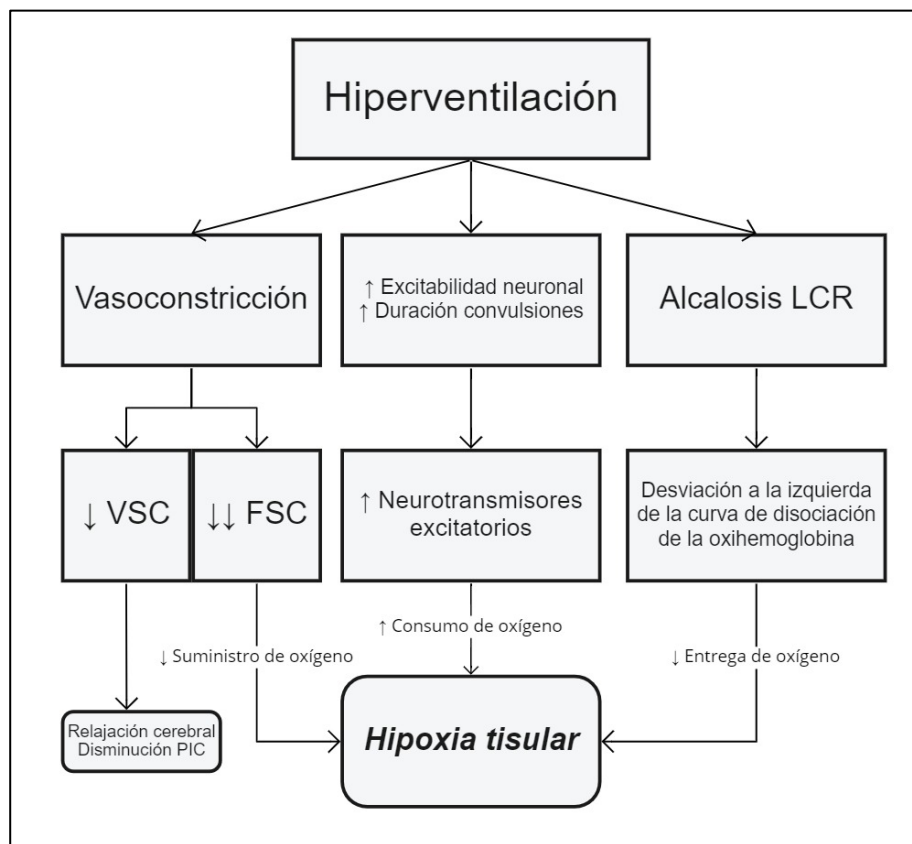 Hiperventilación
Vasoconstricción
↑ Excitabilidad neuronal
↑ Duración convulsiones
Alcalosis LCR
↓ VSC
↓↓ FSC
↑ Neurotransmisores
excitatorios
Desviación a la izquierda
de la curva de disociación
de la oxihemoglobina
↑ Consumo de oxígeno
↓ Suministro de oxígeno
↓ Entrega de oxígeno
Relajación cerebral
Disminución PIC
Hipoxia tisular